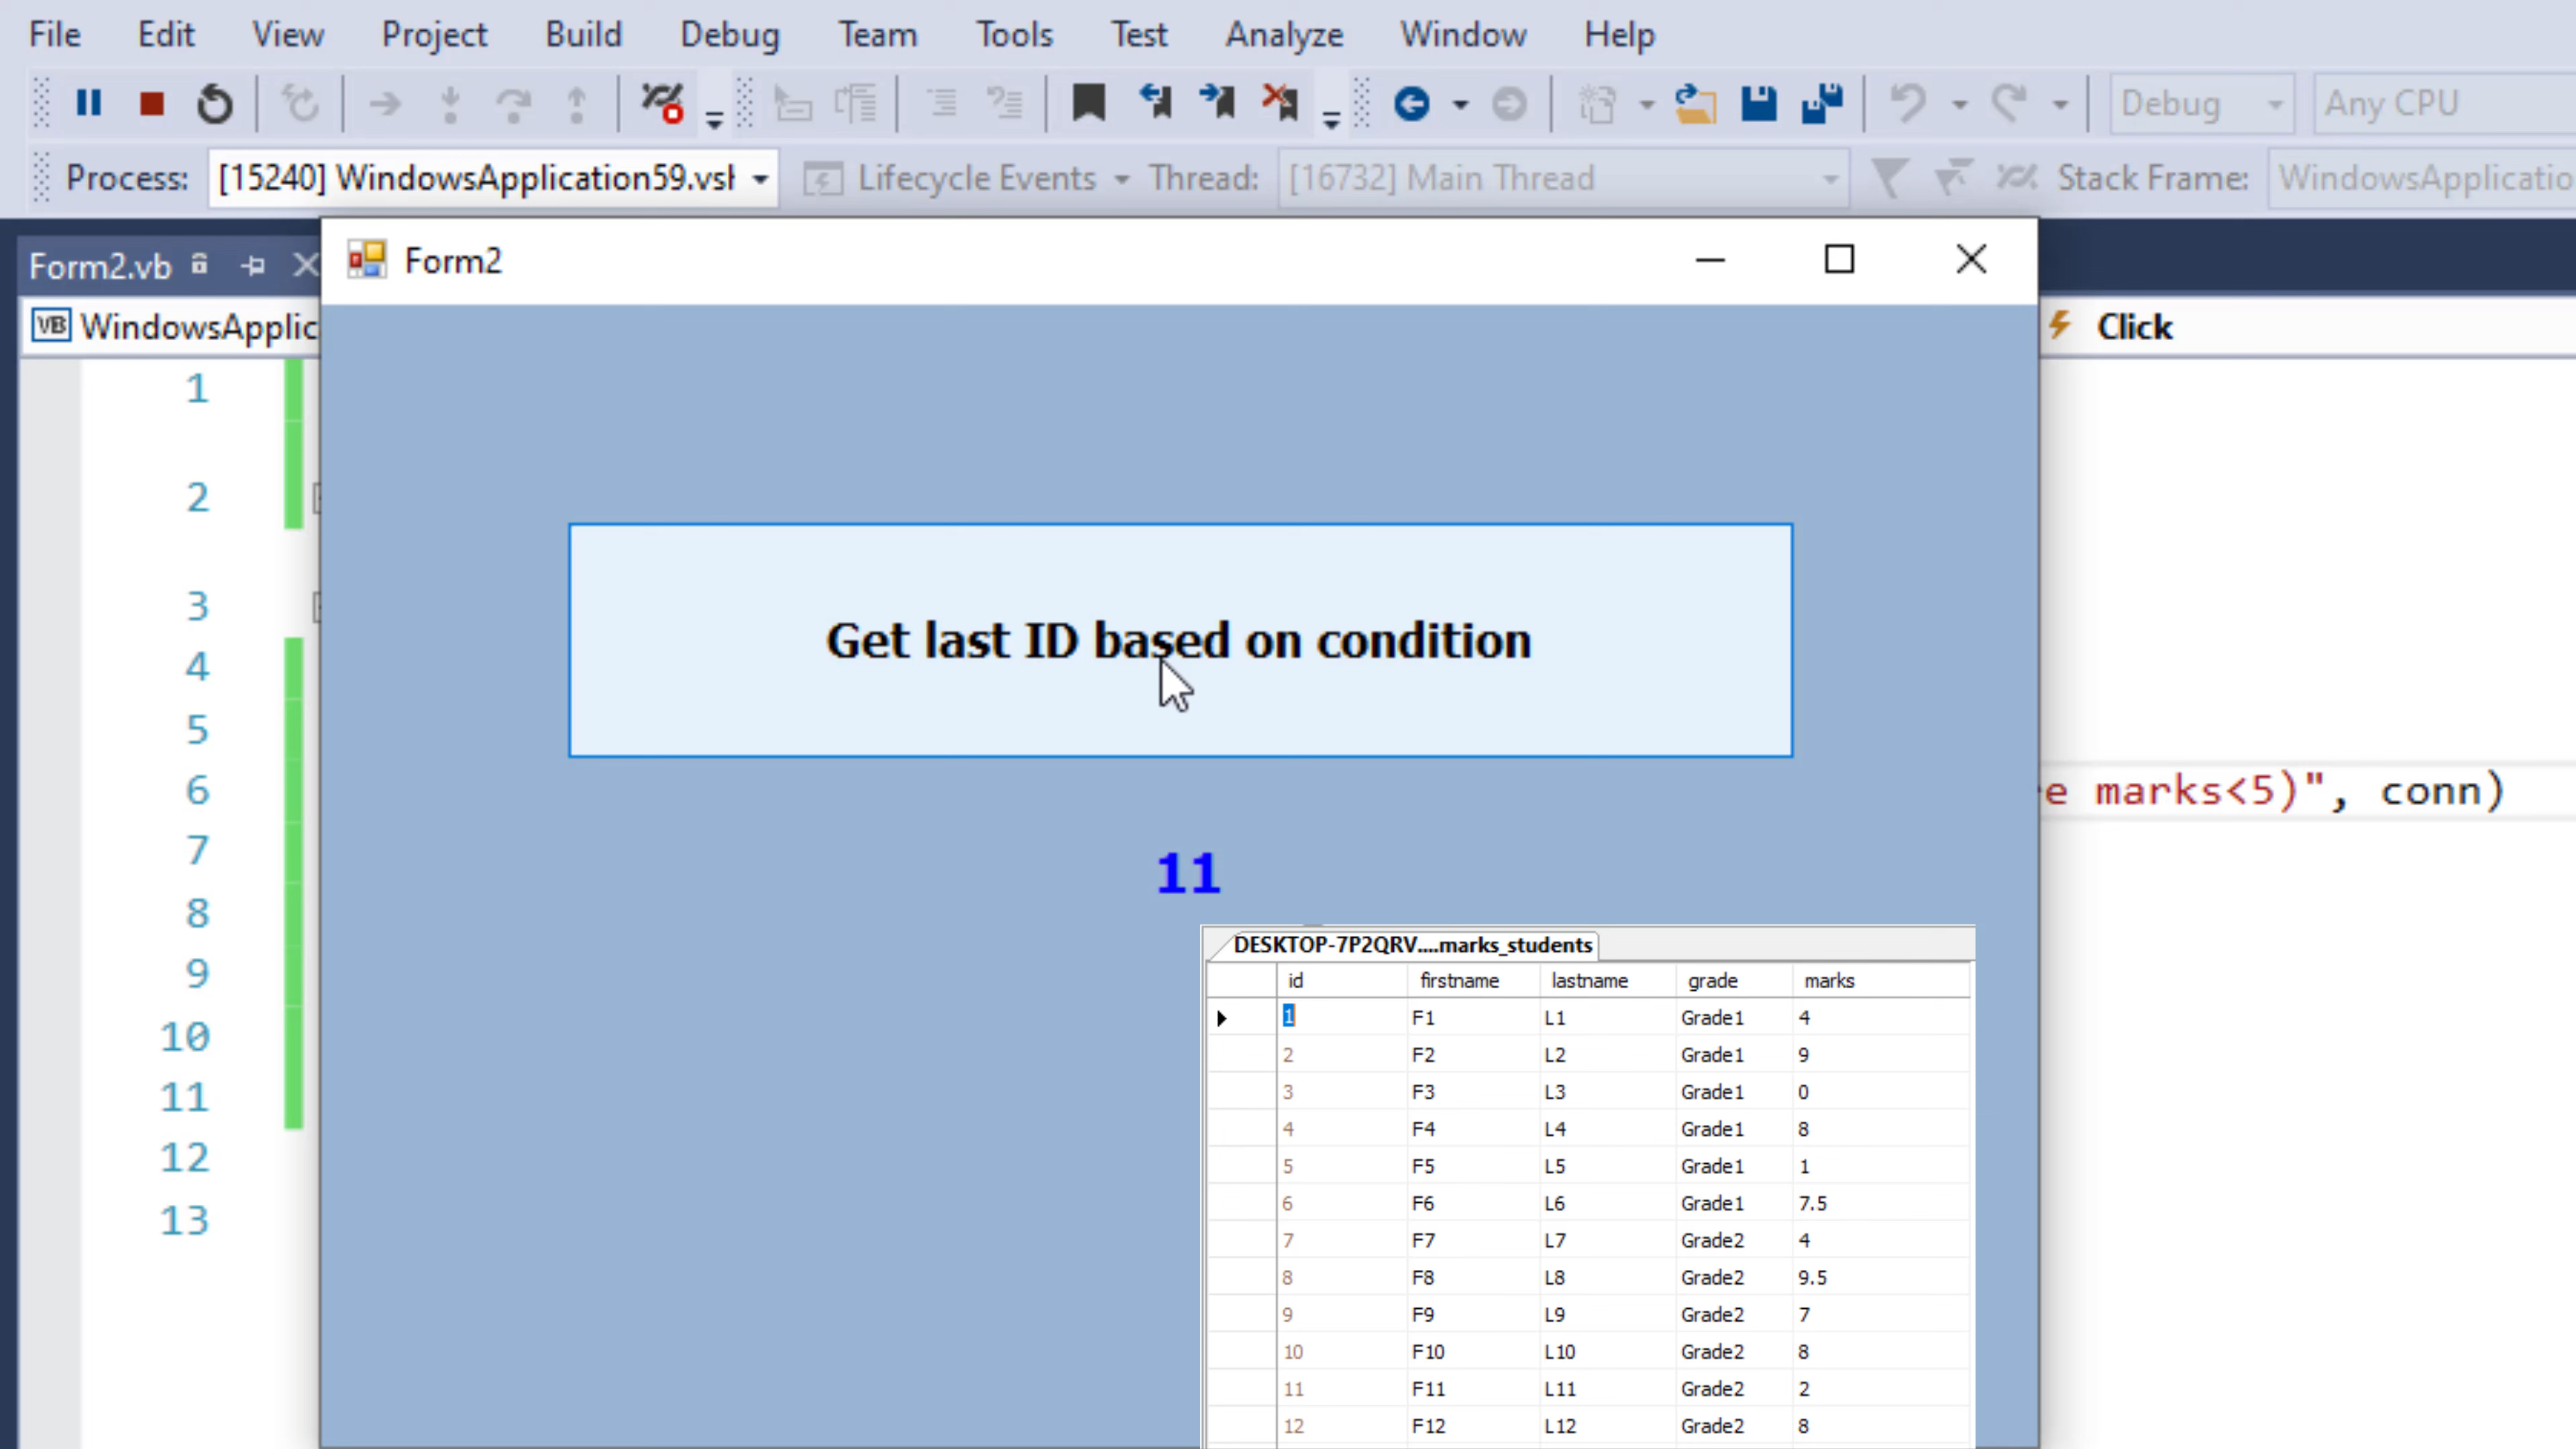 File Edit View Project Build Debug Team Tools Test Analyze Window Help
Debug Any CPU
Process: [15240] WindowsApplication59.vsl Lifecycle Events Thread: [16732] Main Thread Stack Frame: WindowsApplicatio
Form2.vb
Form2
VB WindowsApplic
Click
1
2
3
4
5
6
7
8
9
10
11
12
13
Get last ID based on condition
e marks<5)", conn)
11
DESKTOP-7P2QRV....marks_students
id firstname lastname grade marks
1 F1 L1 Grade1 4
2 F2 L2 Grade1 9
3 F3 L3 Grade1 0
4 F4 L4 Grade1 8
5 F5 L5 Grade1 1
6 F6 L6 Grade1 7.5
7 F7 L7 Grade2 4
8 F8 L8 Grade2 9.5
9 F9 L9 Grade2 7
10 F10 L10 Grade2 8
11 F11 L11 Grade2 2
12 F12 L12 Grade2 8